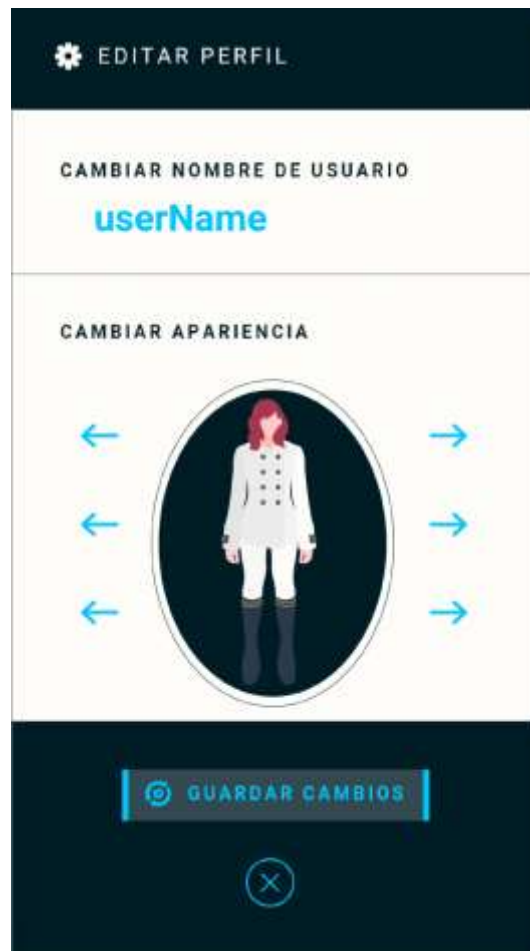 EDITAR PERFIL
CAMBIAR NOMBRE DE USUARIO
userName
CAMBIAR APARIENCIA
GUARDAR CAMBIOS